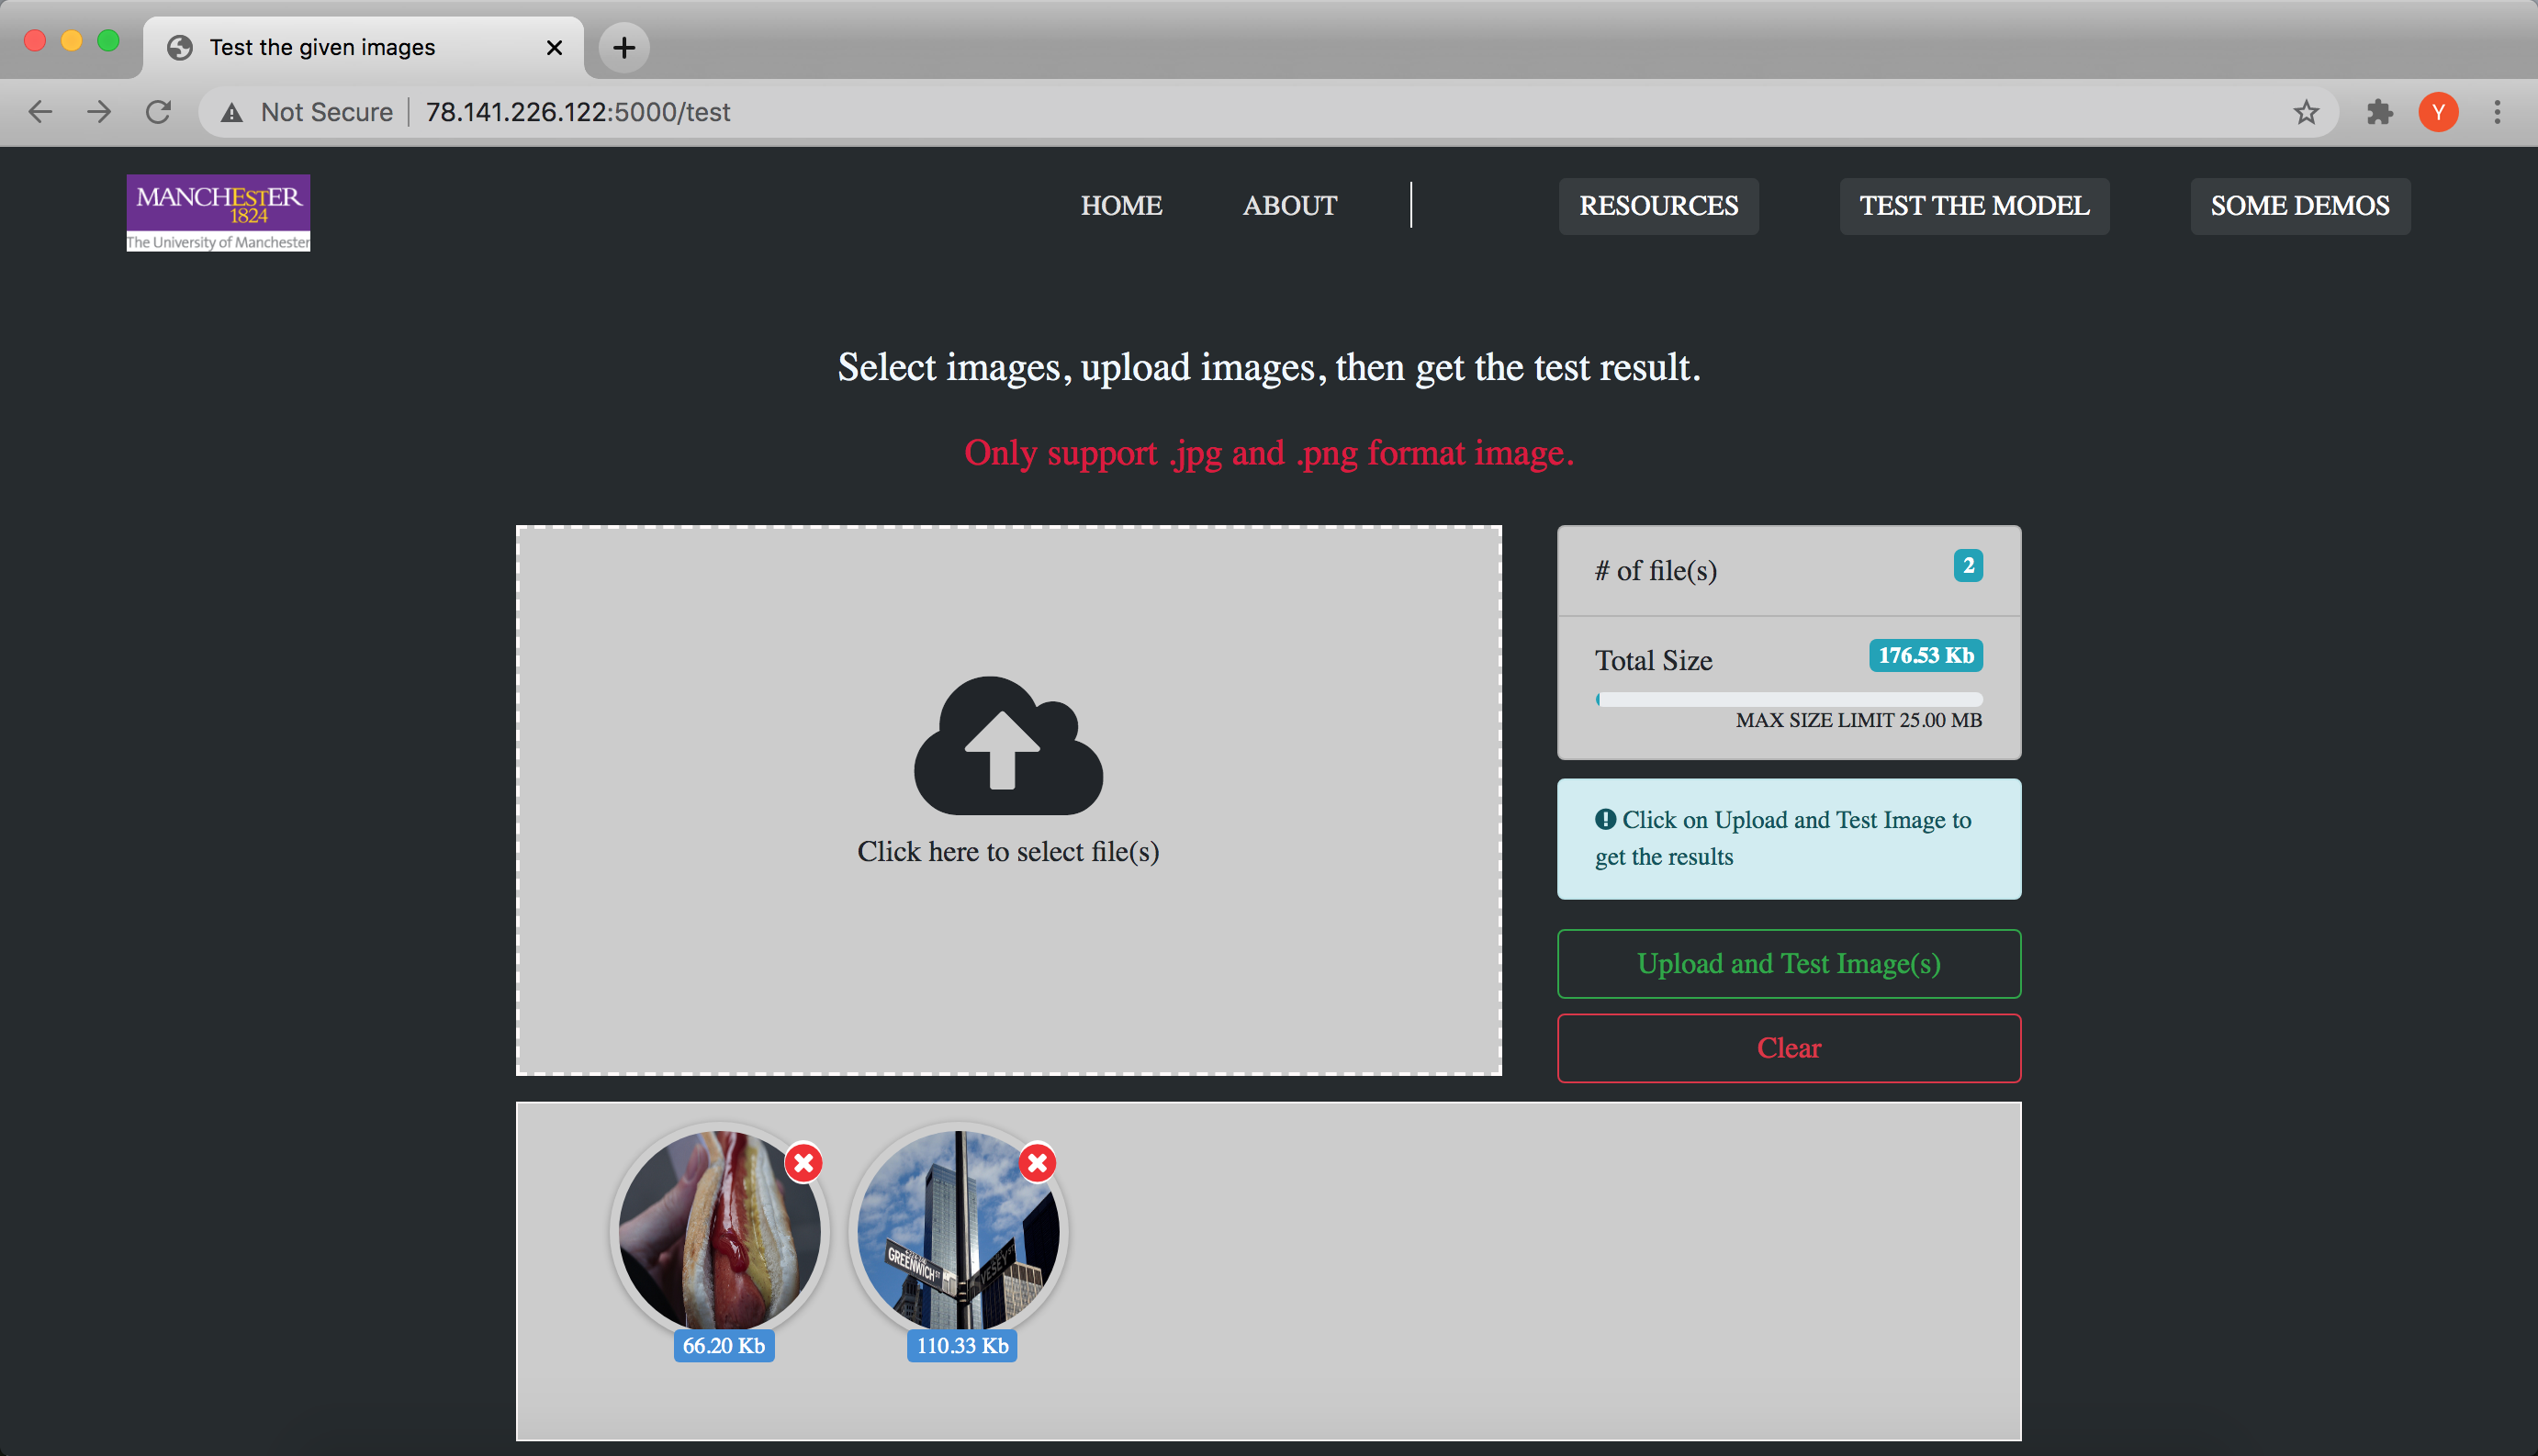 Test the given images
Not Secure
78.141.226.122:5000/test
Y
MANCHESTER
1824
The University of Manchester
HOME
ABOUT
RESOURCES
TEST THE MODEL
SOME DEMOS
Select images, upload images, then get the test result.
Only support .jpg and .png format image.
Click here to select file(s)
# of file(s)
2
Total Size
176.53 Kb
MAX SIZE LIMIT 25.00 MB
Click on Upload and Test Image to
get the results
Upload and Test Image(s)
Clear
GREENWICH ST
VESEY ST
66.20 Kb
110.33 Kb